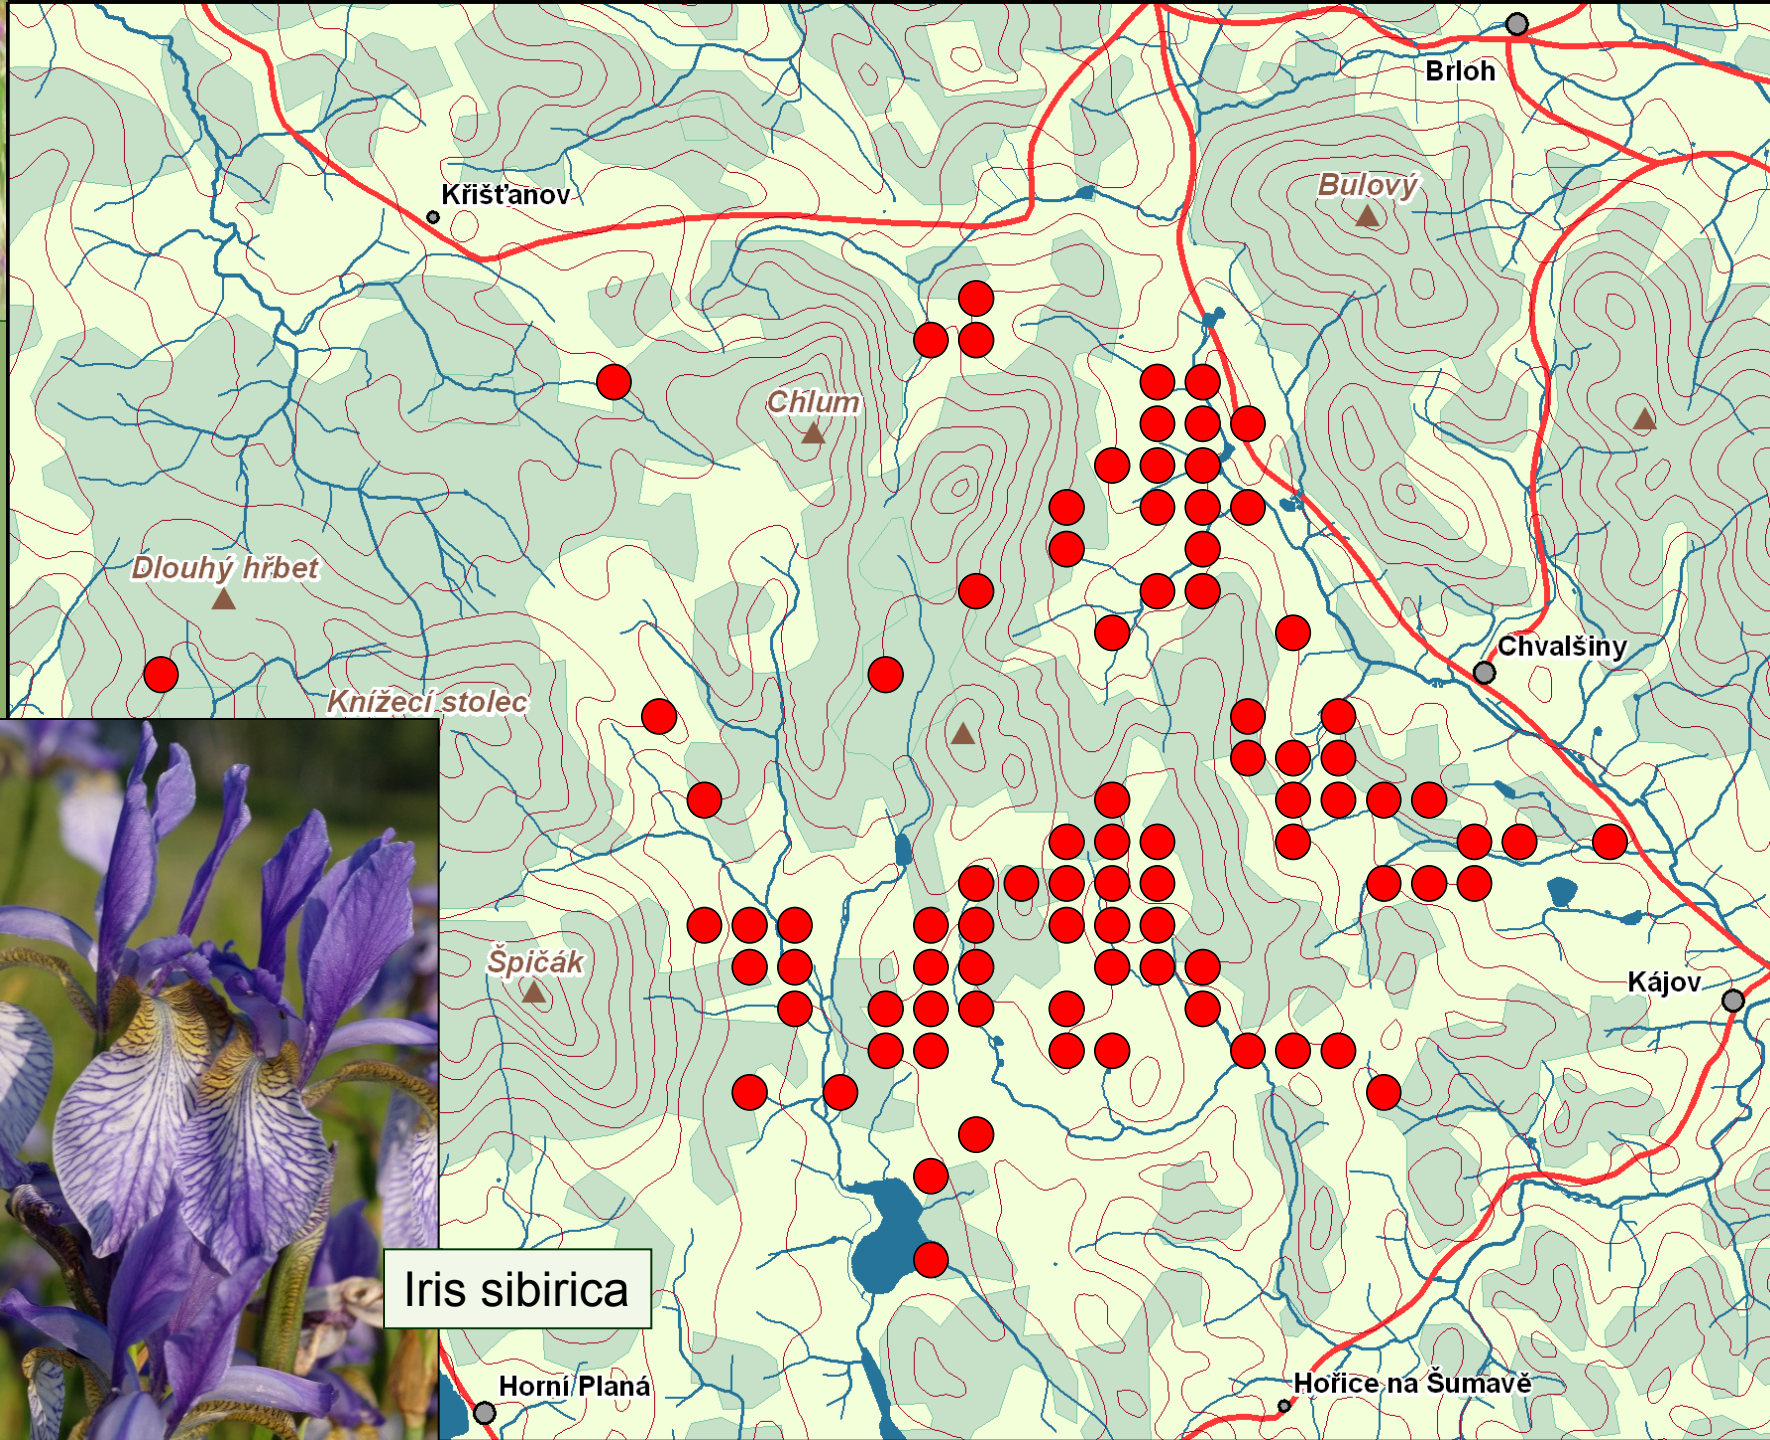 Brloh
Křišťanov
Bulový
Chlum
Dlouhý hřbet
Chvalšiny
Knížecí stolec
Špičák
Kájov
Iris sibirica
Horní Planá
Hořice na Šumavě